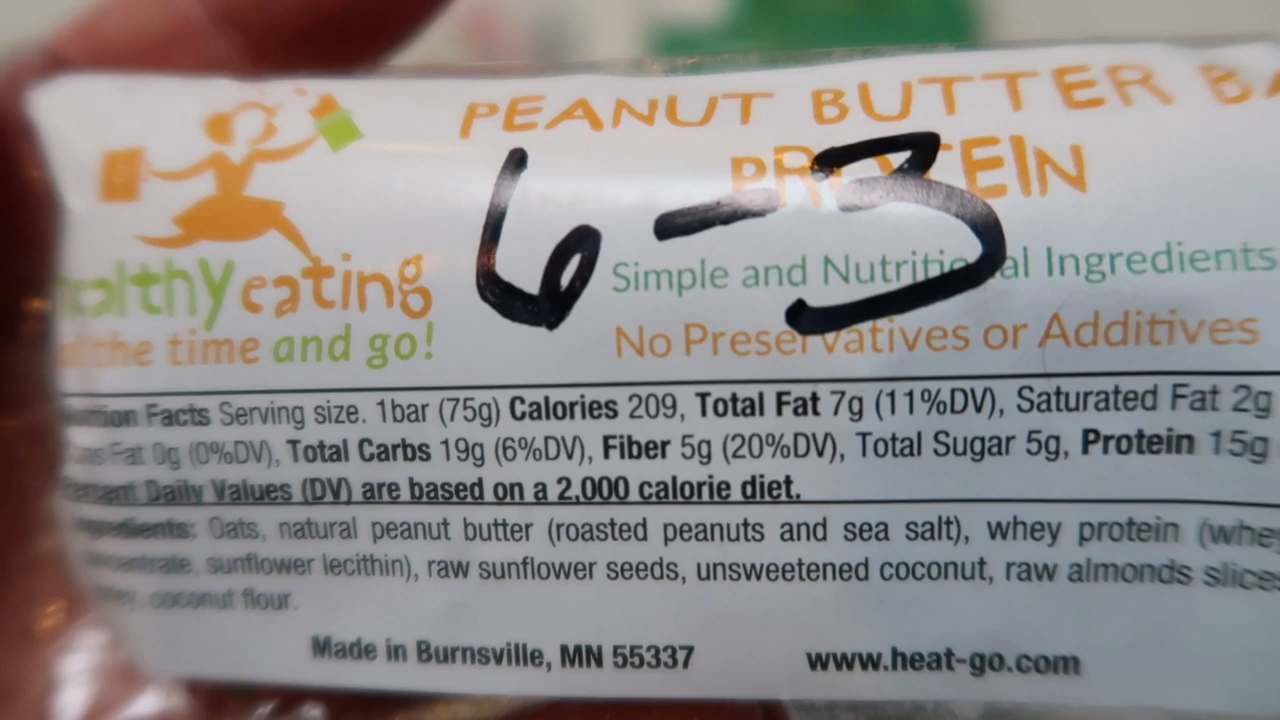 PEANUT BUTTER BA
PROTEIN
6-3
healthy eating
all the time and go!
Simple and Nutritional Ingredients
No Preservatives or Additives
Nutrition Facts Serving size. 1bar (75g) Calories 209, Total Fat 7g (11%DV), Saturated Fat 2g
Trans Fat 0g (0%DV), Total Carbs 19g (6%DV), Fiber 5g (20%DV), Total Sugar 5g, Protein 15g
Percent Daily Values (DV) are based on a 2,000 calorie diet.
Ingredients: Oats, natural peanut butter (roasted peanuts and sea salt), whey protein (whey
concentrate, sunflower lecithin), raw sunflower seeds, unsweetened coconut, raw almonds slices
coconut flour.
Made in Burnsville, MN 55337
www.heat-go.com